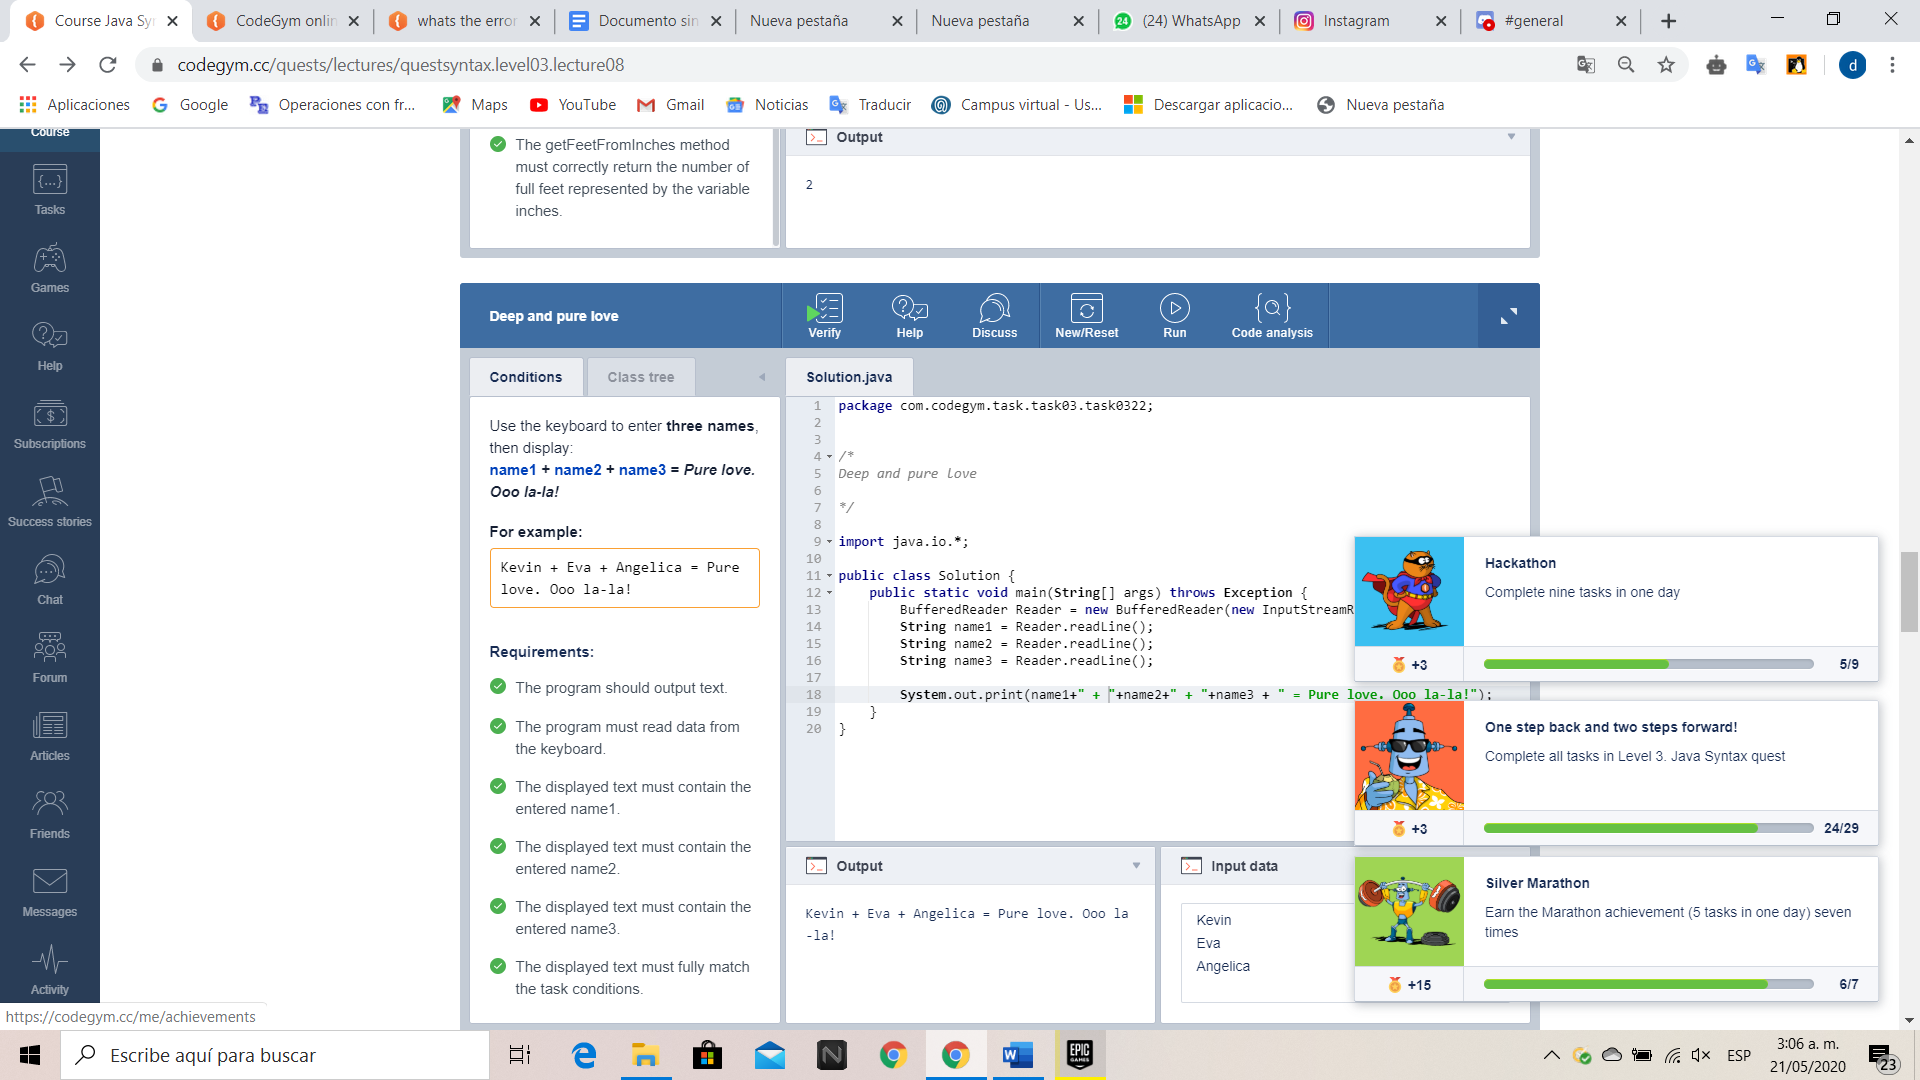 Course Java Sy
CodeGym onlin
whats the error
Documento sin
Nueva pestaña
Nueva pestaña
(24) WhatsApp
Instagram
#general
codegym.cc/quests/lectures/questsyntax.level03.lecture08
d
Aplicaciones
Google
Operaciones con fr...
Maps
YouTube
Gmail
Noticias
Traducir
Campus virtual - Us...
Descargar aplicacio...
Nueva pestaña
Course
Tasks
Games
Help
Subscriptions
Success stories
Chat
Forum
Articles
Friends
Messages
Activity
The getFeetFromInches method
must correctly return the number of
full feet represented by the variable
inches.
Output
2
Deep and pure love
Verify
Help
Discuss
New/Reset
Run
Code analysis
Conditions
Class tree
Use the keyboard to enter three names,
then display:
name1 + name2 + name3 = Pure love.
Ooo la-la!
For example:
Kevin + Eva + Angelica = Pure
love. Ooo la-la!
Requirements:
The program should output text.
The program must read data from
the keyboard.
The displayed text must contain the
entered name1.
The displayed text must contain the
entered name2.
The displayed text must contain the
entered name3.
The displayed text must fully match
the task conditions.
Solution.java
1 package com.codegym.task.task03.task0322;
2
3
4 /*
5 Deep and pure love
6
7 */
8
9 import java.io.*;
10
11 public class Solution {
12 public static void main(String[] args) throws Exception {
13 BufferedReader Reader = new BufferedReader(new InputStreamR
14 String name1 = Reader.readLine();
15 String name2 = Reader.readLine();
16 String name3 = Reader.readLine();
17
18 System.out.print(name1+" + "+name2+" + "+name3 + " = Pure love. Ooo la-la!");
19 }
20 }
Output
Kevin + Eva + Angelica = Pure love. Ooo la
-la!
Input data
Kevin
Eva
Angelica
Hackathon
Complete nine tasks in one day
+3
5/9
One step back and two steps forward!
Complete all tasks in Level 3. Java Syntax quest
+3
24/29
Silver Marathon
Earn the Marathon achievement (5 tasks in one day) seven
times
+15
6/7
https://codegym.cc/me/achievements
Escribe aquí para buscar
EPIC
GAMES
ESP
3:06 a. m.
21/05/2020
23